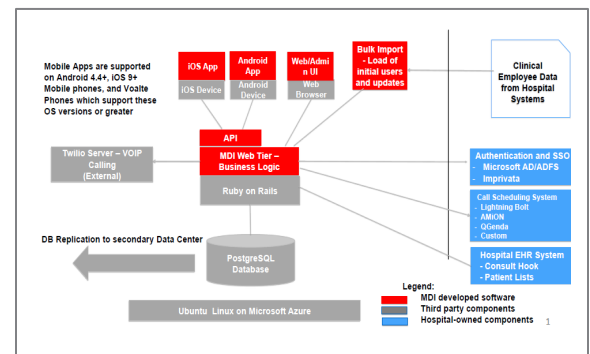 Mobile Apps are supported
on Android 4.4+, iOS 9+
Mobile phones, and Voalte
Phones which support these
OS versions or greater
iOS App
iOS Device
Android
App
Android
Device
Web/Admi
n UI
Web
Browser
Bulk Import
- Load of
initial users
and updates
Clinical
Employee Data
from Hospital
Systems
API
MDI Web Tier –
Business Logic
Ruby on Rails
Twilio Server – VOIP
Calling
(External)
Authentication and SSO
- Microsoft AD/ADFS
- Imprivata
Call Scheduling System
- Lightning Bolt
- AMiON
- QGenda
- Custom
Hospital EHR System
- Consult Hook
- Patient Lists
DB Replication to secondary Data Center
PostgreSQL
Database
Ubuntu Linux on Microsoft Azure
Legend:
MDI developed software
Third party components
Hospital-owned components
1